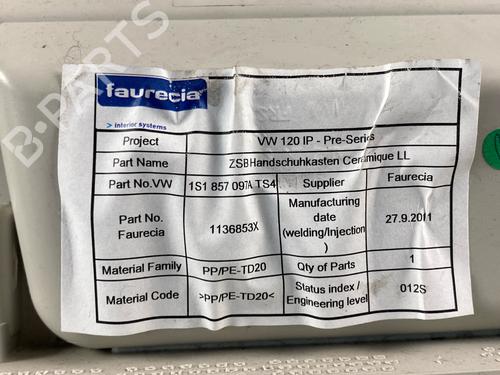 B-PARTS
faurecia
> interior systems
Project VW 120 IP - Pre-Series
Part Name ZSB Handschuhkasten Ceramique LL
Part No.VW 1S1 857 097A TS4 Supplier Faurecia
Part No. Faurecia 1136853X Manufacturing date (welding/Injection) 27.9.2011
Material Family PP/PE-TD20 Qty of Parts 1
Material Code >PP/PE-TD20< Status index / Engineering level 012S